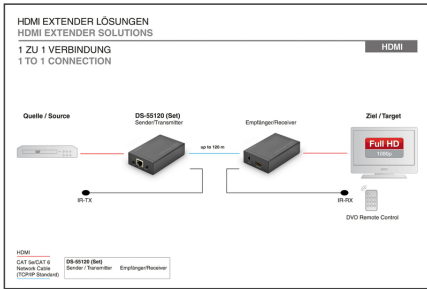 HDMI EXTENDER LÖSUNGEN
HDMI EXTENDER SOLUTIONS
1 ZU 1 VERBINDUNG
1 TO 1 CONNECTION
HDMI
Quelle / Source
DS-55120 (Set)
Sender/Transmitter
Empfänger/Receiver
Ziel / Target
up to 120 m
Full HD
1080p
IR-TX
IR-RX
DVD Remote Control
HDMI
CAT 5e/CAT 6
Network Cable
(TCP/IP Standard)
DS-55120 (Set)
Sender / Transmitter Empfänger/Receiver